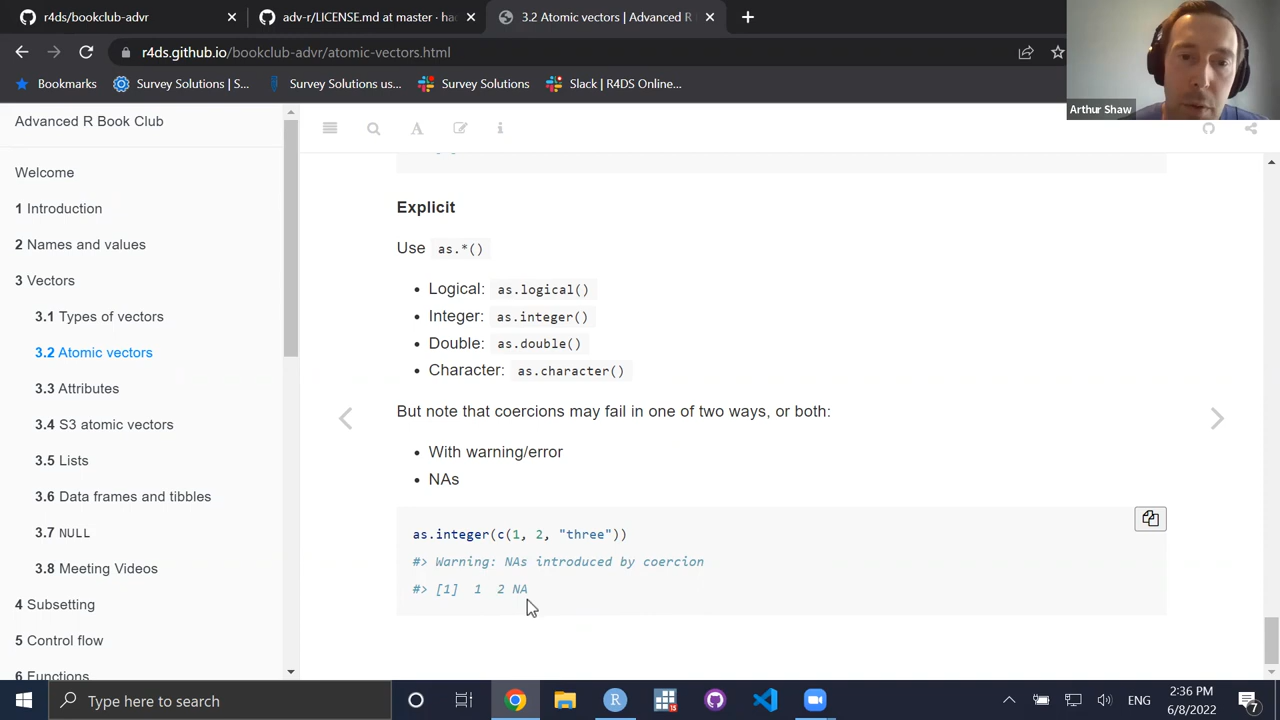 r4ds/bookclub-advr
adv-r/LICENSE.md at master · ha
3.2 Atomic vectors | Advanced R
r4ds.github.io/bookclub-advr/atomic-vectors.html
Bookmarks
Survey Solutions | S...
Survey Solutions us...
Survey Solutions
Slack | R4DS Online...
Arthur Shaw
Advanced R Book Club
Welcome
1 Introduction
2 Names and values
3 Vectors
3.1 Types of vectors
3.2 Atomic vectors
3.3 Attributes
3.4 S3 atomic vectors
3.5 Lists
3.6 Data frames and tibbles
3.7 NULL
3.8 Meeting Videos
4 Subsetting
5 Control flow
6 Functions
Explicit
Use as.*()
Logical: as.logical()
Integer: as.integer()
Double: as.double()
Character: as.character()
But note that coercions may fail in one of two ways, or both:
With warning/error
NAs
as.integer(c(1, 2, "three"))
#> Warning: NAs introduced by coercion
#> [1]  1  2 NA
Type here to search
ENG
2:36 PM
6/8/2022
7